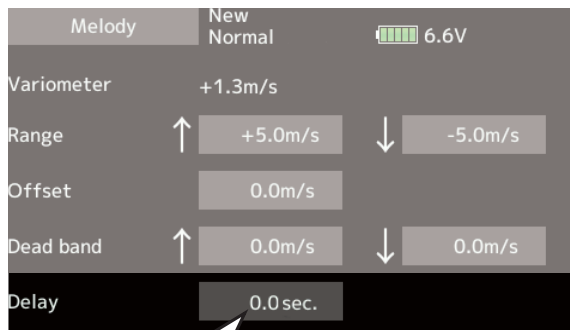 Melody
New
Normal
6.6V
Variometer +1.3m/s
Range ↑ +5.0m/s ↓ -5.0m/s
Offset 0.0m/s
Dead band ↑ 0.0m/s ↓ 0.0m/s
Delay 0.0 sec.